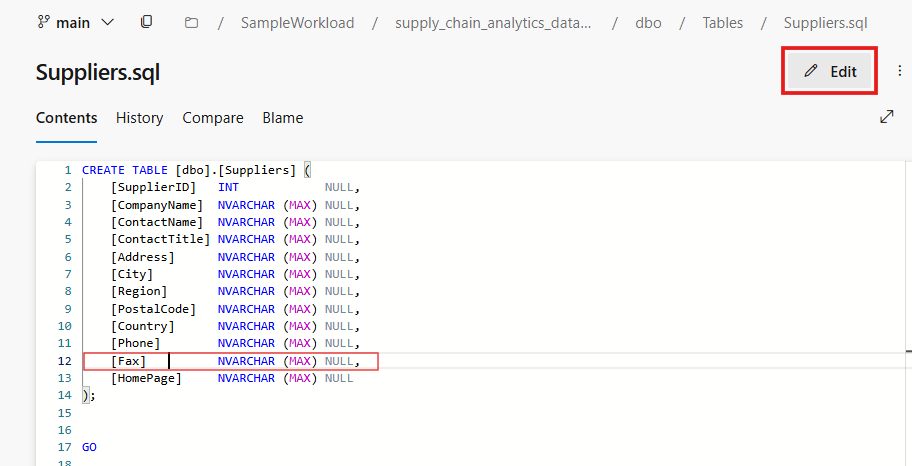 main / SampleWorkload / supply_chain_analytics_data... / dbo / Tables / Suppliers.sql
Suppliers.sql
Edit
Contents History Compare Blame
1 CREATE TABLE [dbo].[Suppliers] (
2 [SupplierID] INT NULL,
3 [CompanyName] NVARCHAR (MAX) NULL,
4 [ContactName] NVARCHAR (MAX) NULL,
5 [ContactTitle] NVARCHAR (MAX) NULL,
6 [Address] NVARCHAR (MAX) NULL,
7 [City] NVARCHAR (MAX) NULL,
8 [Region] NVARCHAR (MAX) NULL,
9 [PostalCode] NVARCHAR (MAX) NULL,
10 [Country] NVARCHAR (MAX) NULL,
11 [Phone] NVARCHAR (MAX) NULL,
12 [Fax] NVARCHAR (MAX) NULL,
13 [HomePage] NVARCHAR (MAX) NULL
14 );
15
16
17 GO
18